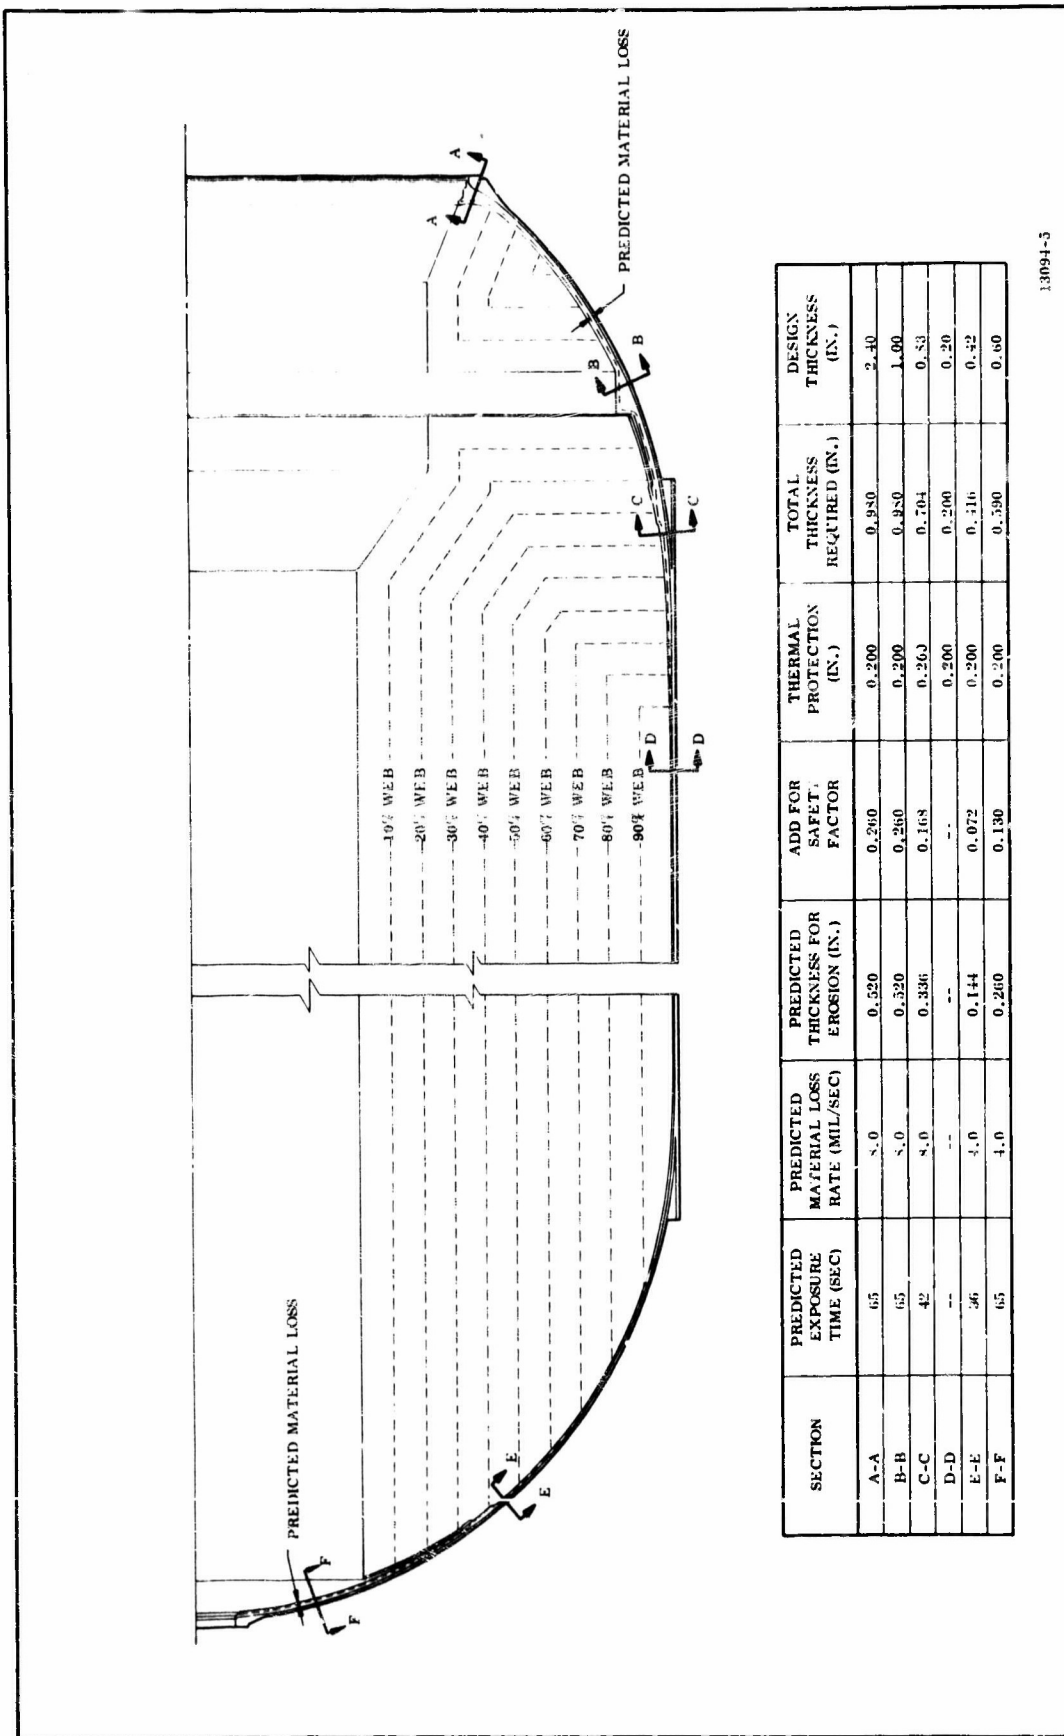 PREDICTED MATERIAL LOSS
F
F
E
E
10% WEB
20% WEB
30% WEB
40% WEB
50% WEB
60% WEB
70% WEB
80% WEB
90% WEB
D
D
C
C
B
B
A
A
PREDICTED MATERIAL LOSS
SECTION
PREDICTED
EXPOSURE
TIME (SEC)
PREDICTED
MATERIAL LOSS
RATE (MIL/SEC)
PREDICTED
THICKNESS FOR
EROSION (IN.)
ADD FOR
SAFETY
FACTOR
THERMAL
PROTECTION
(IN.)
TOTAL
THICKNESS
REQUIRED (IN.)
DESIGN
THICKNESS
(IN.)
A-A 65 8.0 0.520 0.260 0.200 0.980 2.40
B-B 65 8.0 0.520 0.260 0.200 0.980 1.00
C-C 42 8.0 0.336 0.168 0.200 0.704 0.83
D-D -- -- -- -- 0.200 0.200 0.20
E-E 36 4.0 0.144 0.072 0.200 0.416 0.42
F-F 65 4.0 0.260 0.130 0.200 0.590 0.60
13094-5